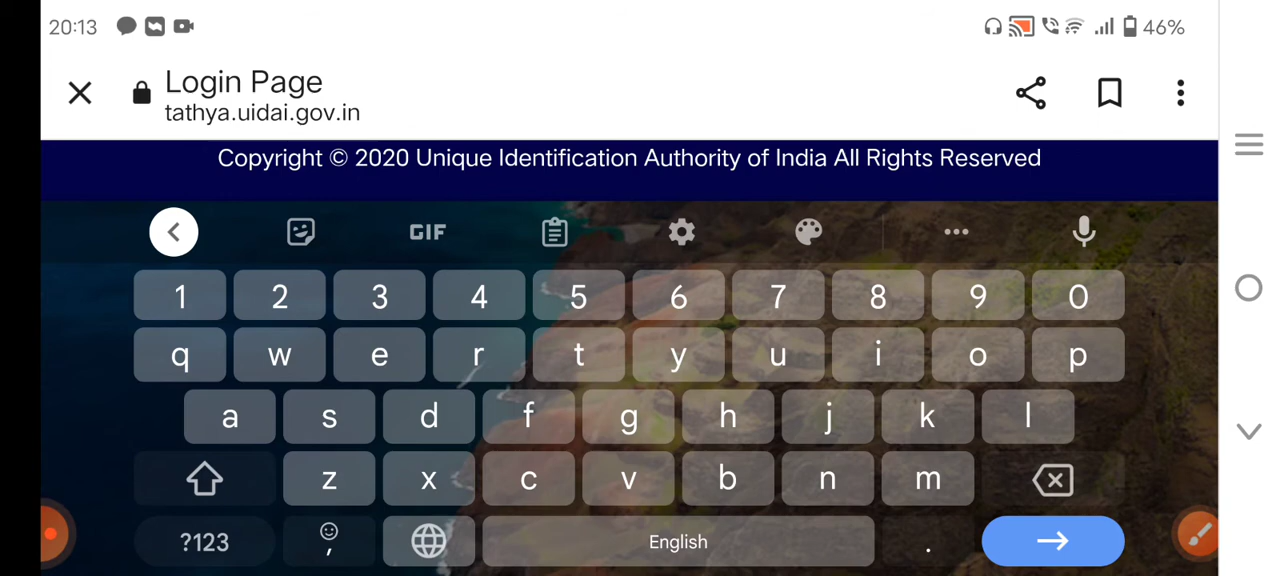 20:13 46%
Login Page
tathya.uidai.gov.in
Copyright © 2020 Unique Identification Authority of India All Rights Reserved
GIF
1 2 3 4 5 6 7 8 9 0
q w e r t y u i o p
a s d f g h j k l
z x c v b n m
?123 , English .